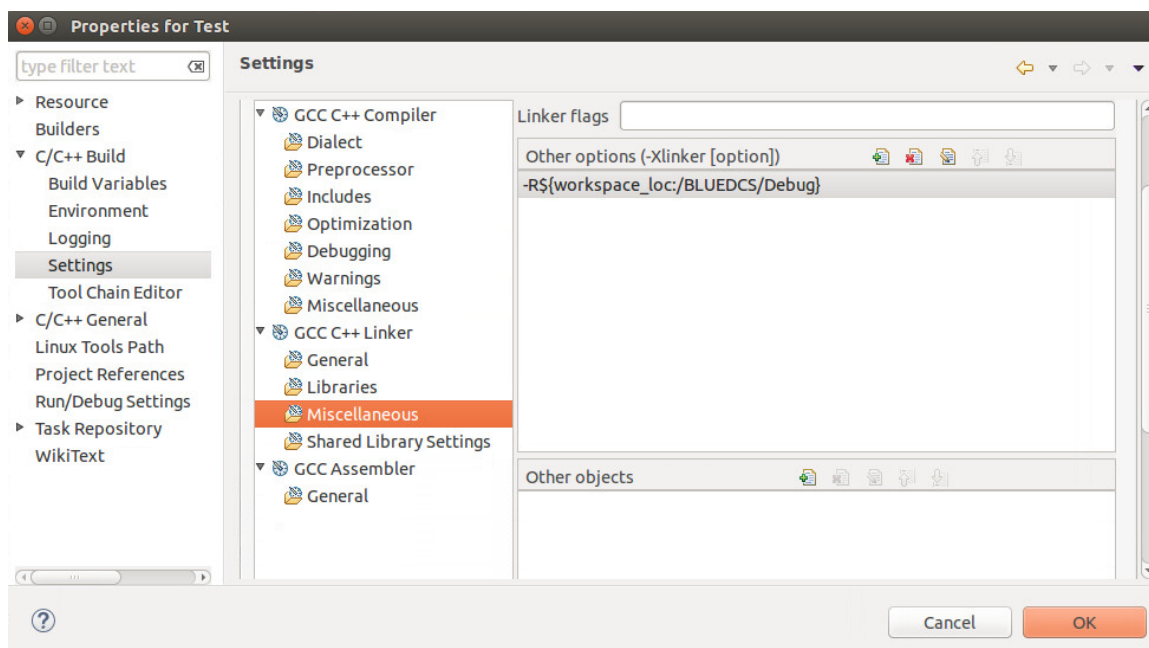 Properties for Test
type filter text
Settings
Resource
Builders
C/C++ Build
Build Variables
Environment
Logging
Settings
Tool Chain Editor
C/C++ General
Linux Tools Path
Project References
Run/Debug Settings
Task Repository
WikiText
GCC C++ Compiler
Dialect
Preprocessor
Includes
Optimization
Debugging
Warnings
Miscellaneous
GCC C++ Linker
General
Libraries
Miscellaneous
Shared Library Settings
GCC Assembler
General
Linker flags
Other options (-Xlinker [option])
-R${workspace_loc:/BLUEDCS/Debug}
Other objects
Cancel
OK